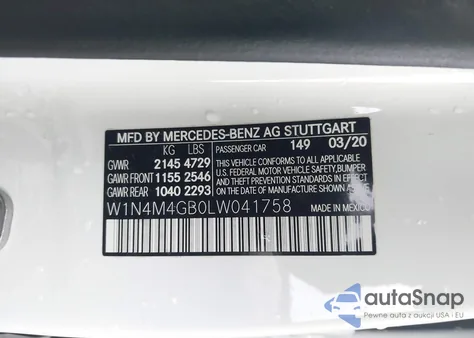 MFD BY MERCEDES-BENZ AG STUTTGART
KG LBS PASSENGER CAR 149 03/20
GVWR 2145 4729
GAWR FRONT 1155 2546
GAWR REAR 1040 2293
THIS VEHICLE CONFORMS TO ALL APPLICABLE
U.S. FEDERAL MOTOR VEHICLE SAFETY,
BUMPER, AND THEFT PREVENTION
STANDARDS IN EFFECT ON THE DATE OF
MANUFACTURE SHOWN ABOVE.
W1N4M4GB0LW041758 MADE IN MEXICO
autoSnap
Pewne auta z aukcji USA i EU